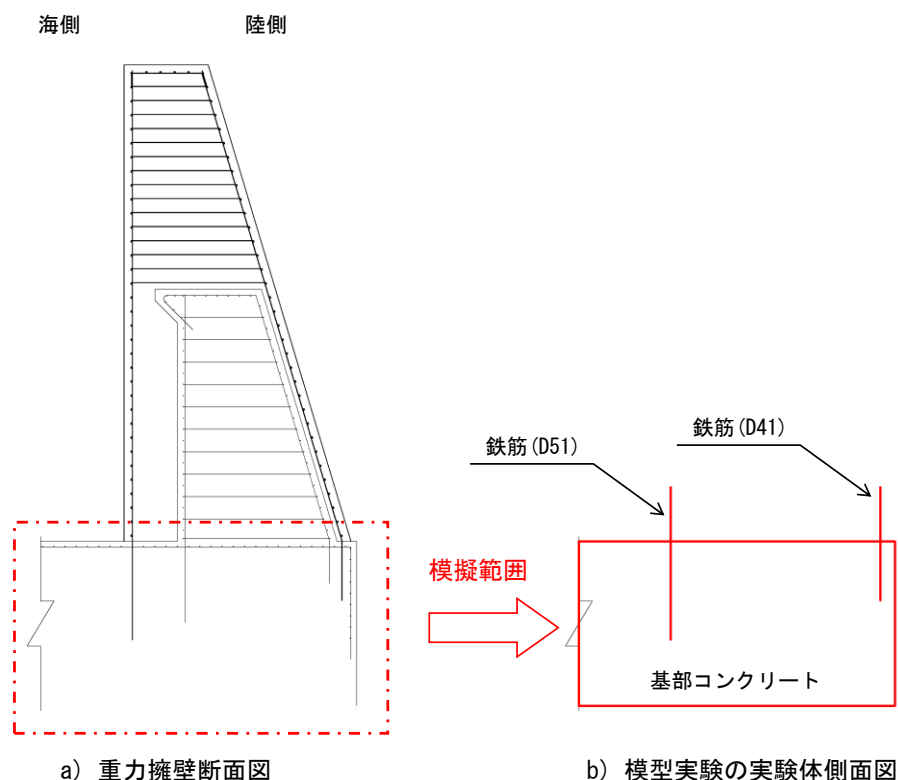 海側 陸側
鉄筋(D51) 鉄筋(D41)
模擬範囲
基部コンクリート
a) 重力擁壁断面図 b) 模型実験の実験体側面図